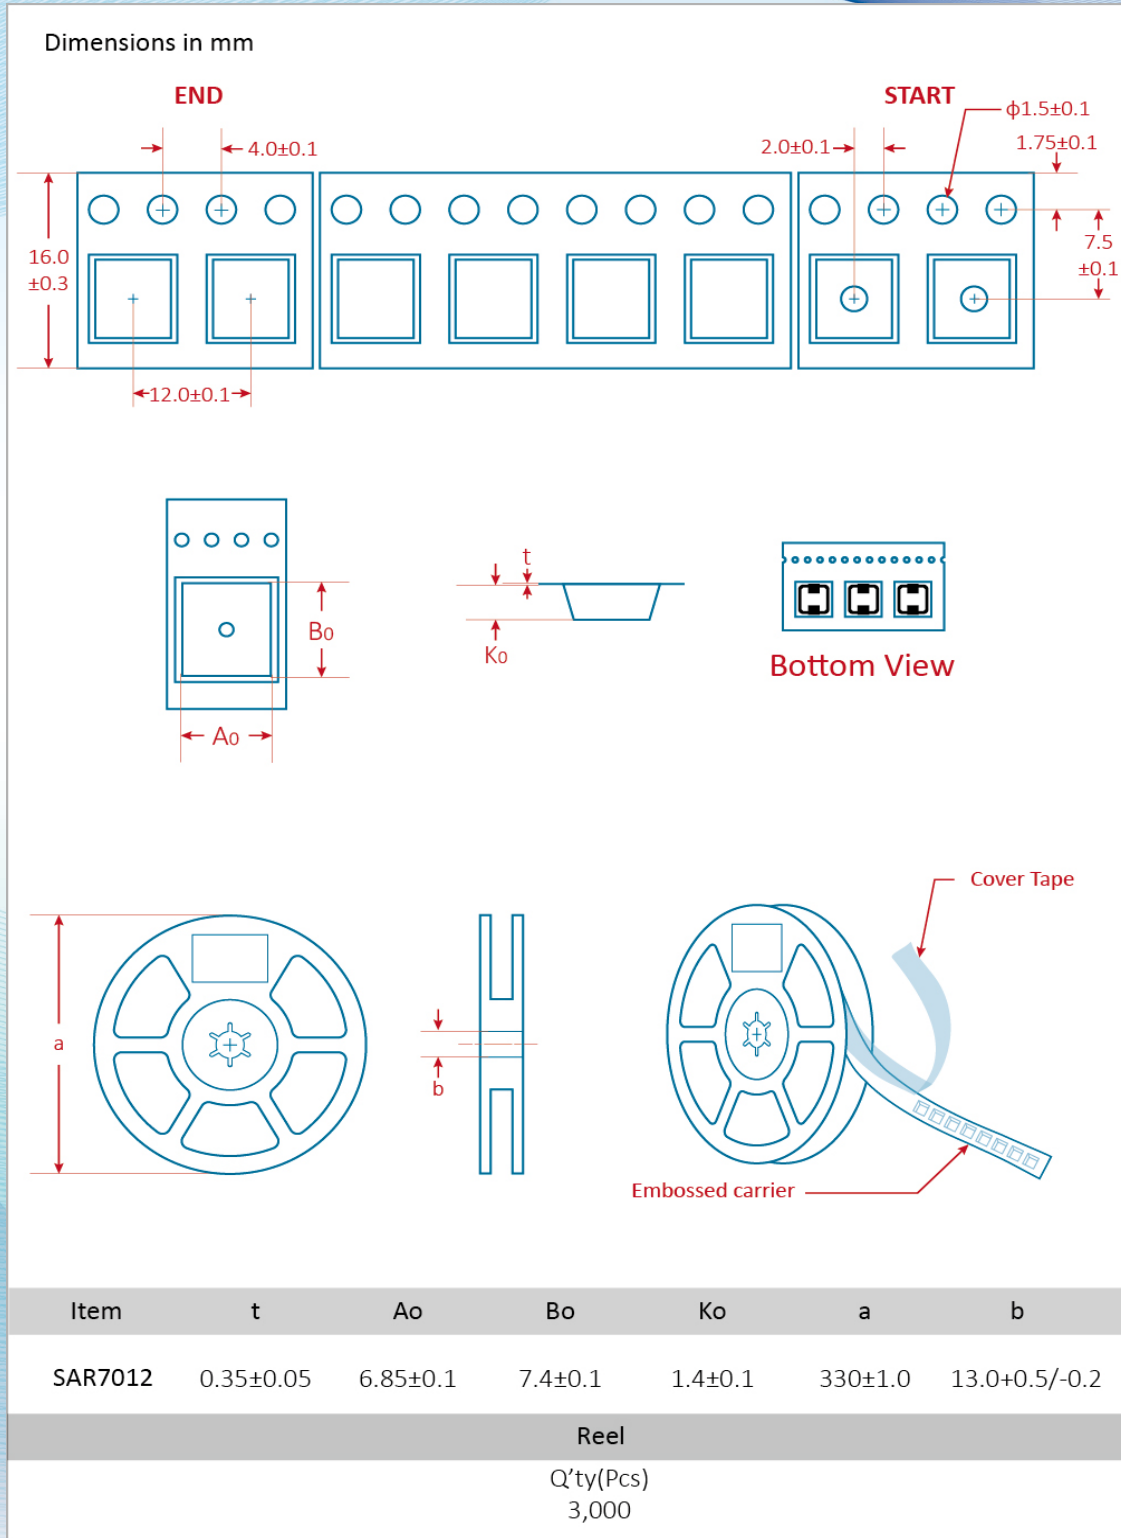 Dimensions in mm
END
START
ϕ1.5±0.1
4.0±0.1
2.0±0.1
1.75±0.1
16.0
±0.3
7.5
±0.1
12.0±0.1
t
B0
K0
A0
Bottom View
Cover Tape
a
b
Embossed carrier
Item t Ao Bo Ko a b
SAR7012 0.35±0.05 6.85±0.1 7.4±0.1 1.4±0.1 330±1.0 13.0+0.5/-0.2
Reel
Q’ty(Pcs)
3,000